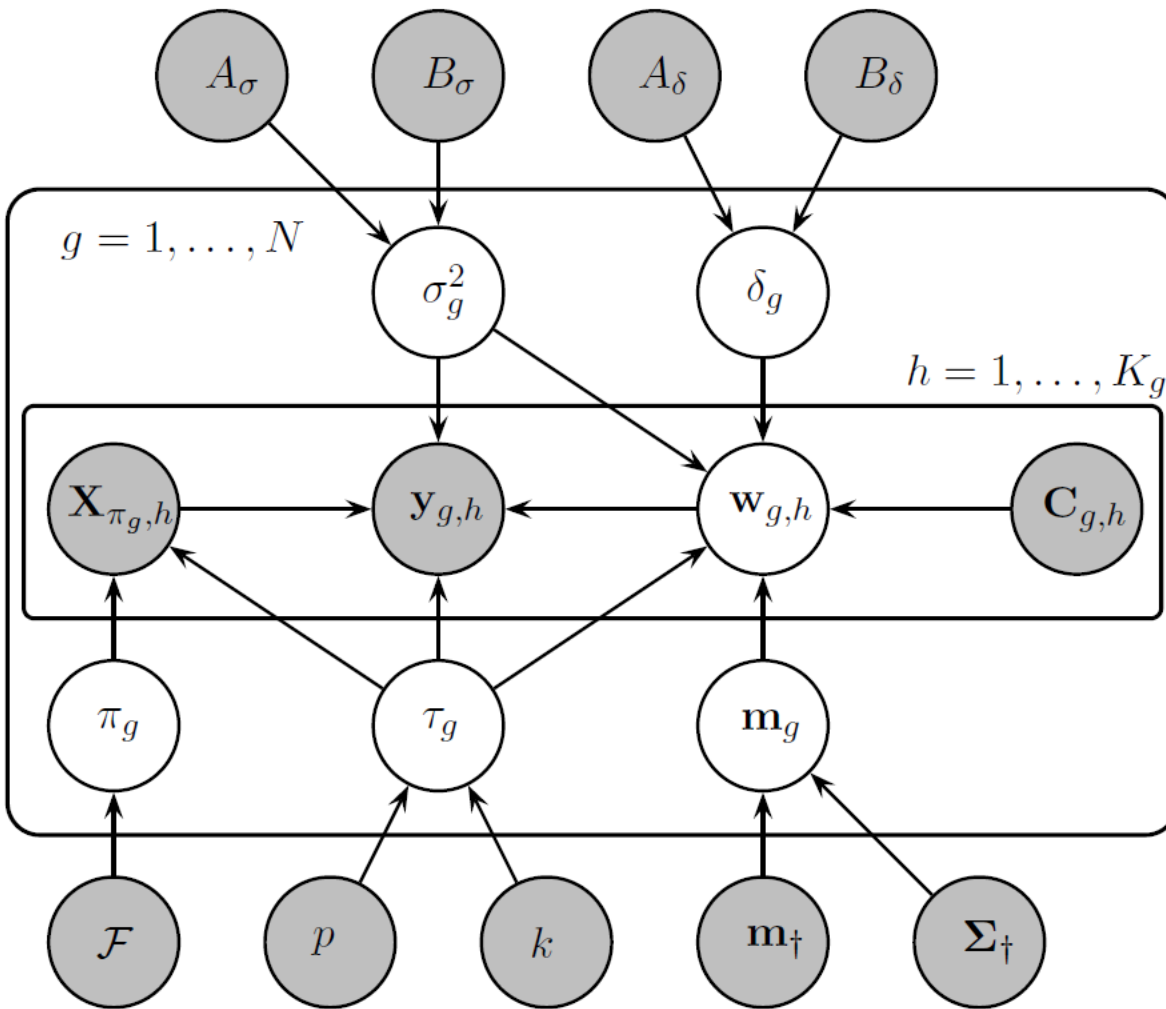 A_σ B_σ A_δ B_δ
g = 1, . . . , N
σ_g^2 δ_g
h = 1, . . . , K_g
X_{π_g,h} y_{g,h} w_{g,h} C_{g,h}
π_g τ_g m_g
ℱ p k m_† Σ_†